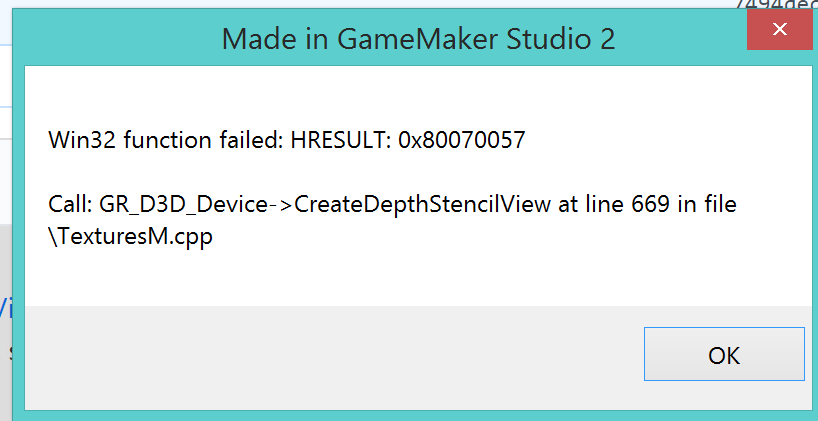 7494dec
Made in GameMaker Studio 2
Win32 function failed: HRESULT: 0x80070057
Call: GR_D3D_Device->CreateDepthStencilView at line 669 in file
\TexturesM.cpp
OK